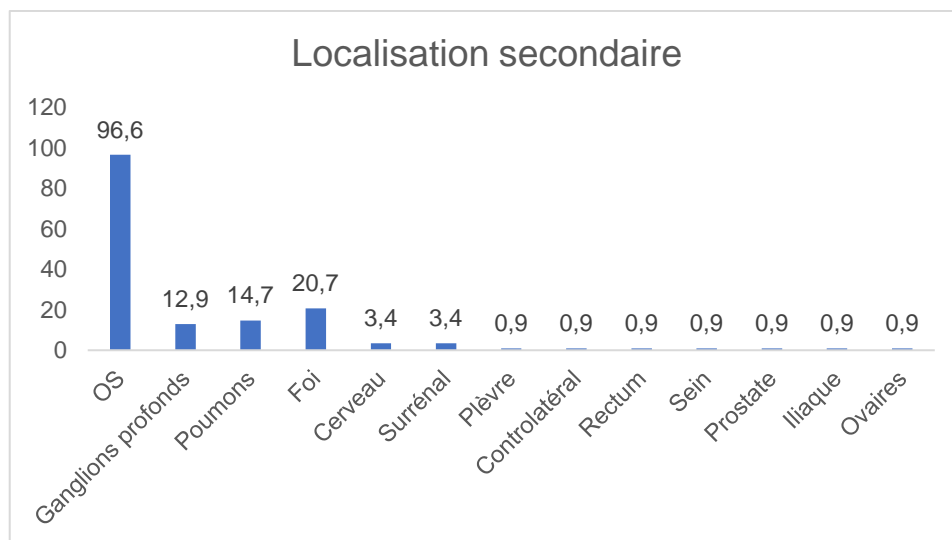 Localisation secondaire
120
100
80
60
40
20
0
96,6
12,9
14,7
20,7
3,4
3,4
0,9
0,9
0,9
0,9
0,9
0,9
0,9
OS
Ganglions profonds
Poumons
Foi
Cerveau
Surrénal
Plèvre
Controlatéral
Rectum
Sein
Prostate
Iliaque
Ovaires